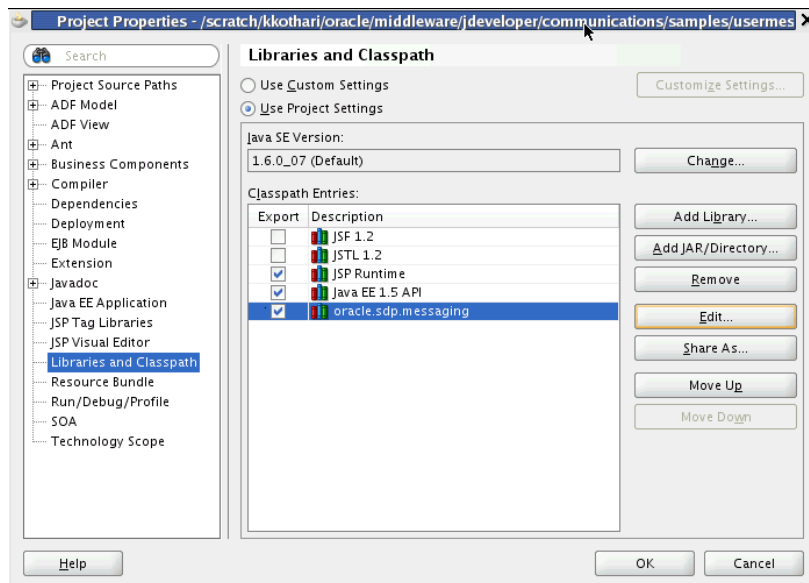 Project Properties - /scratch/kkothari/oracle/middleware/jdeveloper/communications/samples/usermes
Search
Project Source Paths
ADF Model
ADF View
Ant
Business Components
Compiler
Dependencies
Deployment
EJB Module
Extension
Javadoc
Java EE Application
JSP Tag Libraries
JSP Visual Editor
Libraries and Classpath
Resource Bundle
Run/Debug/Profile
SOA
Technology Scope
Libraries and Classpath
Use Custom Settings
Customize Settings...
Use Project Settings
Java SE Version:
1.6.0_07 (Default)
Change...
Classpath Entries:
Export Description
JSF 1.2
JSTL 1.2
JSP Runtime
Java EE 1.5 API
oracle.sdp.messaging
Add Library...
Add JAR/Directory...
Remove
Edit...
Share As...
Move Up
Move Down
Help
OK
Cancel